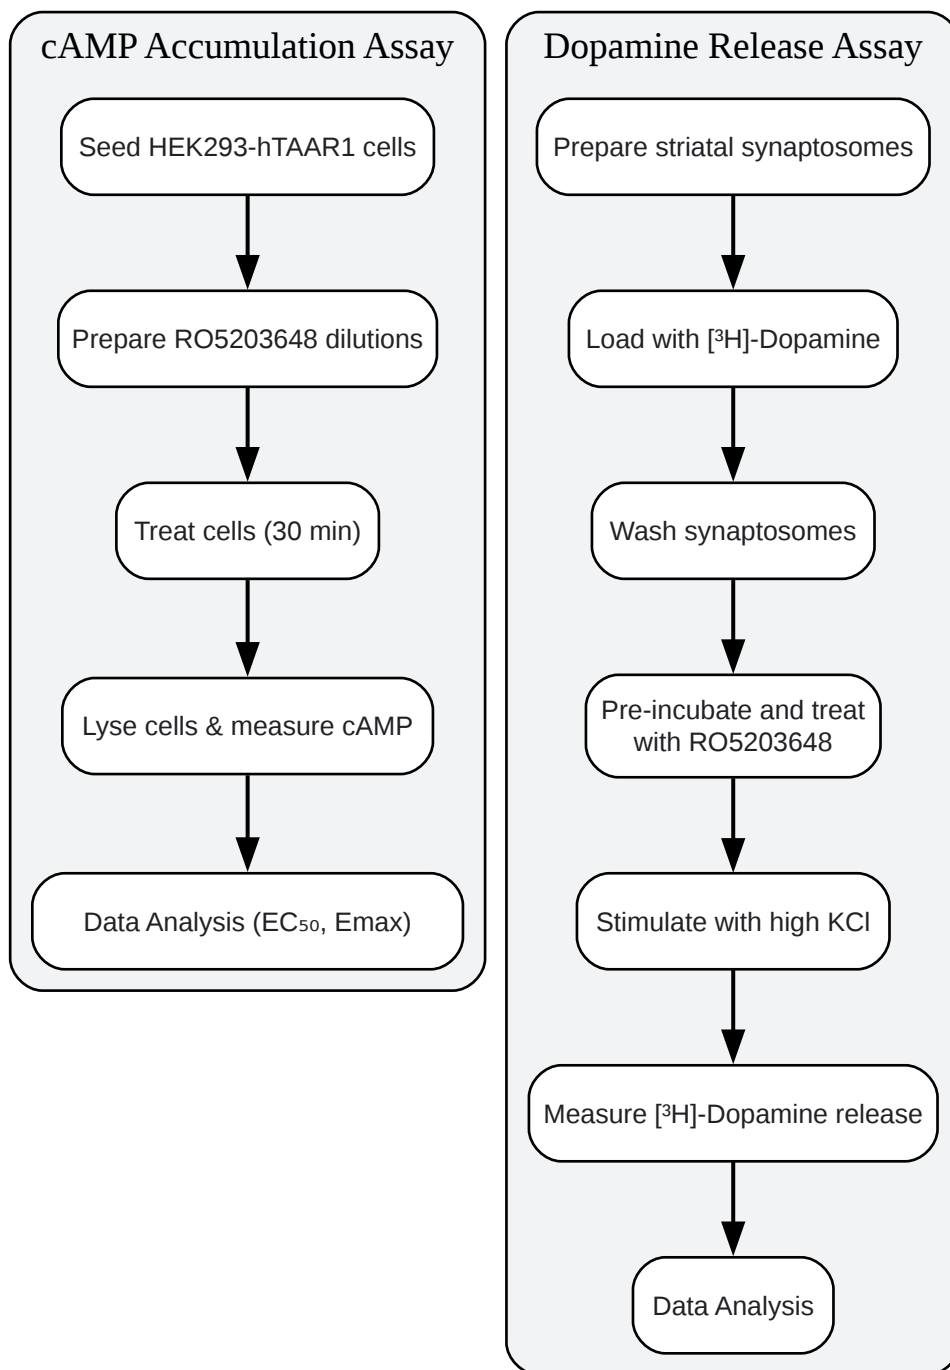 cAMP Accumulation Assay
Seed HEK293-hTAAR1 cells
Prepare RO5203648 dilutions
Treat cells (30 min)
Lyse cells & measure cAMP
Data Analysis (EC₅₀, Emax)
Dopamine Release Assay
Prepare striatal synaptosomes
Load with [³H]-Dopamine
Wash synaptosomes
Pre-incubate and treat
with RO5203648
Stimulate with high KCl
Measure [³H]-Dopamine release
Data Analysis